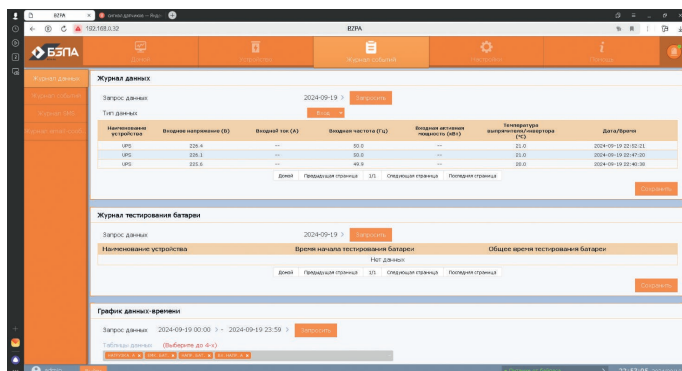 BZPA
192.168.0.32
BZPA
БЗПА
Журнал событий
Журнал данных
Журнал данных
Запрос данных 2024-09-19 > Запросить
Тип данных Вход
Наименование устройства Входное напряжение (В) Входной ток (А) Входная частота (Гц) Входная активная мощность (кВт) Температура выпрямителя/инвертора (°C) Дата/Время
UPS 226.4 -- 50.0 -- 21.0 2024-09-19 22:52:21
UPS 226.1 -- 50.0 -- 21.0 2024-09-19 22:47:20
UPS 225.6 -- 49.9 -- 20.0 2024-09-19 22:40:38
Домой Предыдущая страница 1/1 Следующая страница Последняя страница
Сохранить
Журнал тестирования батареи
Запрос данных 2024-09-19 > Запросить
Наименование устройства Время начала тестирования батареи Общее время тестирования батареи
Нет данных
Домой Предыдущая страница 1/1 Следующая страница Последняя страница
Сохранить
График данных-времени
Запрос данных 2024-09-19 00:00 > - 2024-09-19 23:59 > Запросить
Таблицы данных (Выберите до 4-х)